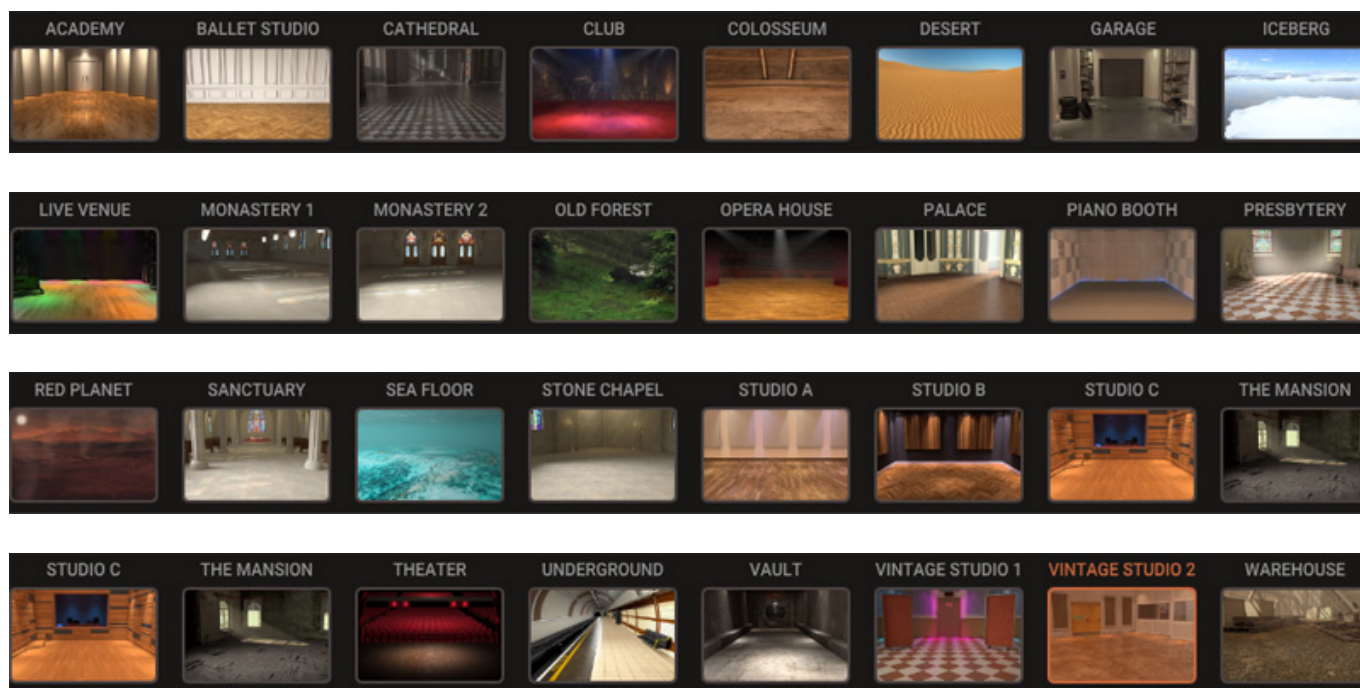 ACADEMY BALLET STUDIO CATHEDRAL CLUB COLOSSEUM DESERT GARAGE ICEBERG
LIVE VENUE MONASTERY 1 MONASTERY 2 OLD FOREST OPERA HOUSE PALACE PIANO BOOTH PRESBYTERY
RED PLANET SANCTUARY SEA FLOOR STONE CHAPEL STUDIO A STUDIO B STUDIO C THE MANSION
STUDIO C THE MANSION THEATER UNDERGROUND VAULT VINTAGE STUDIO 1 VINTAGE STUDIO 2 WAREHOUSE